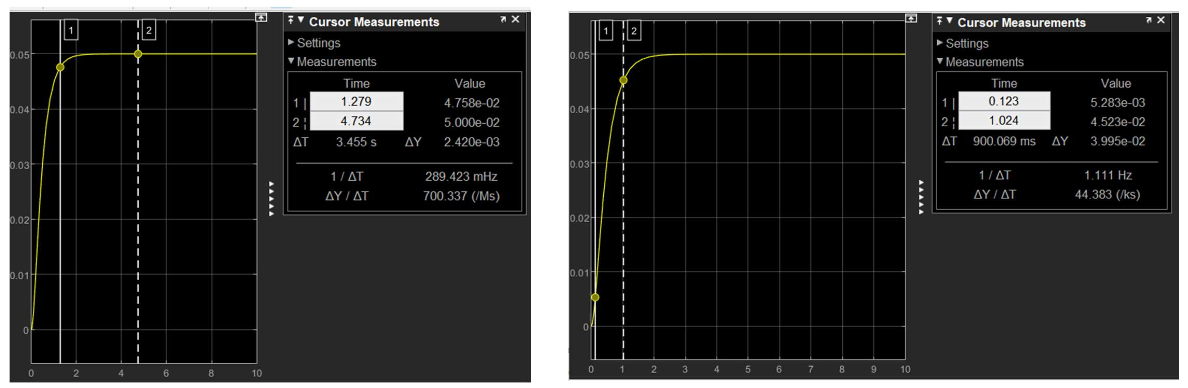 1
2
0.05
0.04
0.03
0.02
0.01
0
0 2 4 6 8 10
Cursor Measurements
Settings
Measurements
Time Value
1 | 1.279 4.758e-02
2 ¦ 4.734 5.000e-02
ΔT 3.455 s ΔY 2.420e-03
1 / ΔT 289.423 mHz
ΔY / ΔT 700.337 (/Ms)
1
2
0.05
0.04
0.03
0.02
0.01
0
0 1 2 3 4 5 6 7 8 9 10
Cursor Measurements
Settings
Measurements
Time Value
1 | 0.123 5.283e-03
2 ¦ 1.024 4.523e-02
ΔT 900.069 ms ΔY 3.995e-02
1 / ΔT 1.111 Hz
ΔY / ΔT 44.383 (/ks)